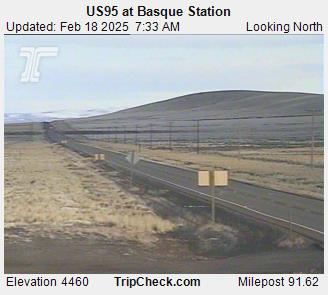 US95 at Basque Station
Updated: Feb 18 2025 7:33 AM Looking North
Elevation 4460 TripCheck.com Milepost 91.62